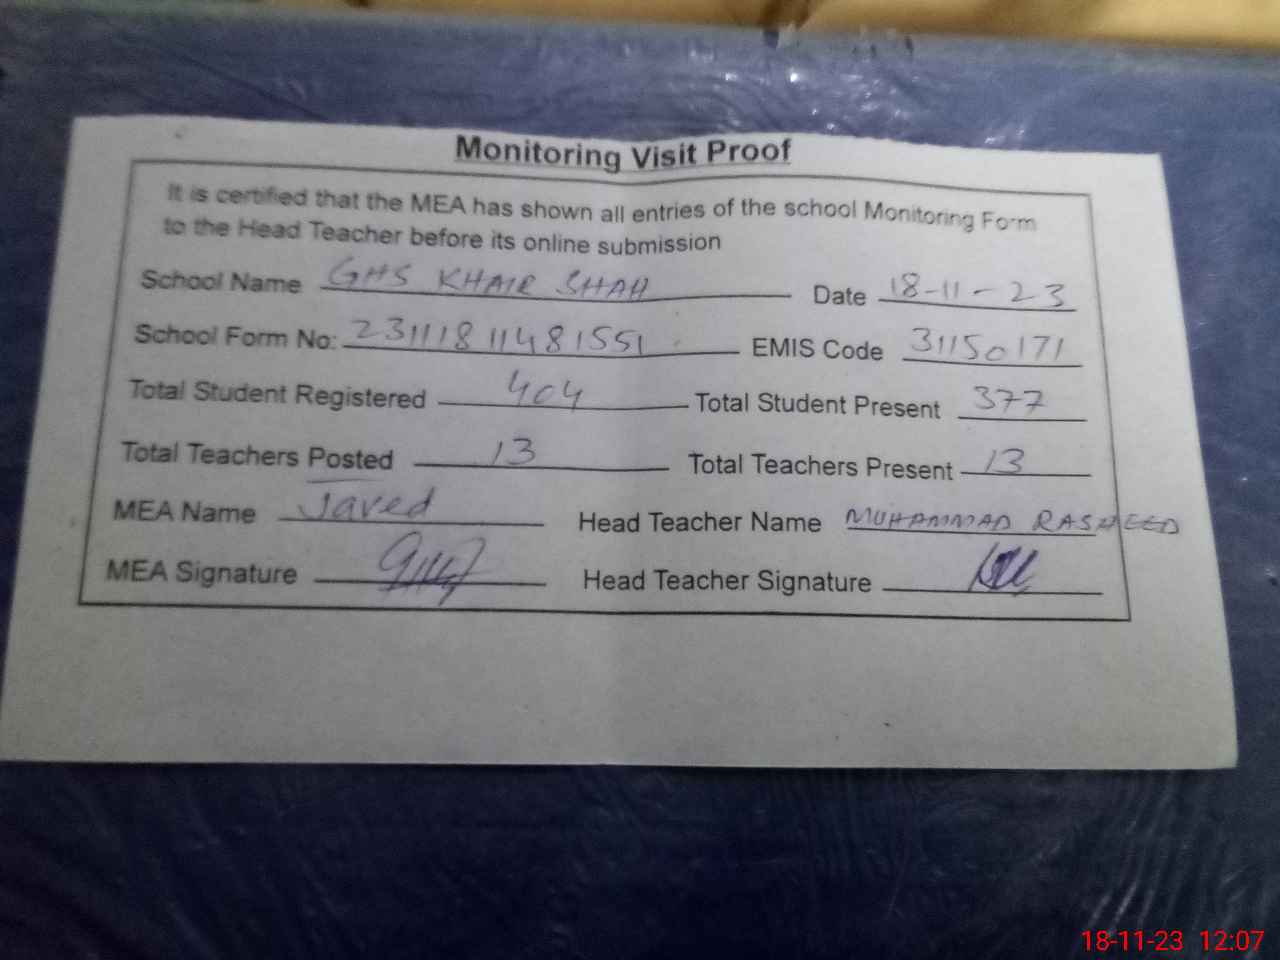 Monitoring Visit Proof
It is certified that the MEA has shown all entries of the school Monitoring Form
to the Head Teacher before its online submission
School Name GHS KHAIR SHAH Date 18-11-23
School Form No: 231118 11481551 EMIS Code 31150171
Total Student Registered 404 Total Student Present 377
Total Teachers Posted 13 Total Teachers Present 13
MEA Name Javed Head Teacher Name MUHAMMAD RASHEED
MEA Signature Head Teacher Signature
18-11-23 12:07